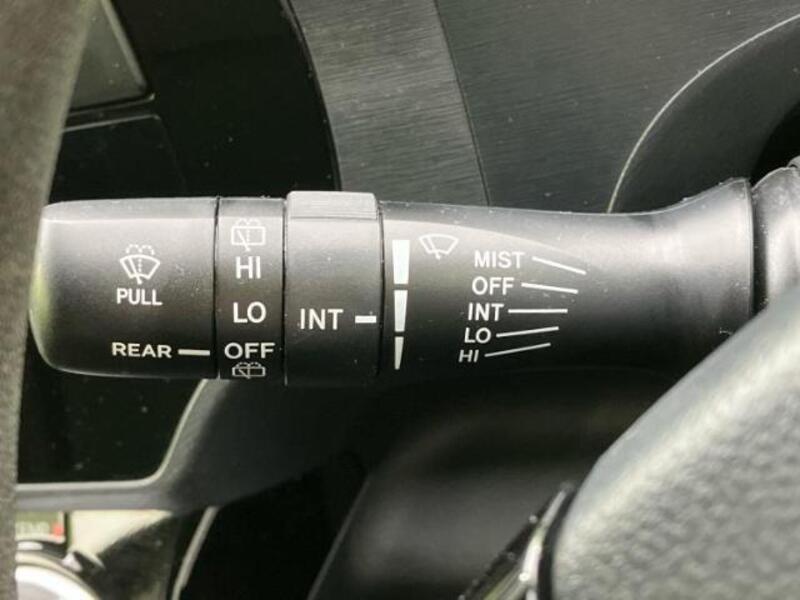 PULL
REAR
HI
LO
OFF
INT
MIST
OFF
INT
LO
HI